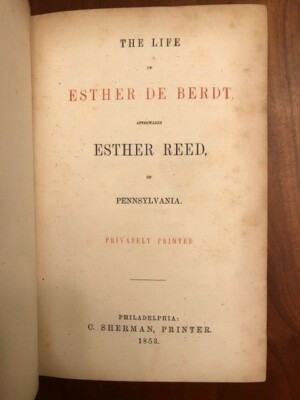 THE LIFE
OF
ESTHER DE BERDT,
AFTERWARDS
ESTHER REED,
OF
PENNSYLVANIA.
PRIVATELY PRINTED
PHILADELPHIA:
C. SHERMAN, PRINTER.
1853.